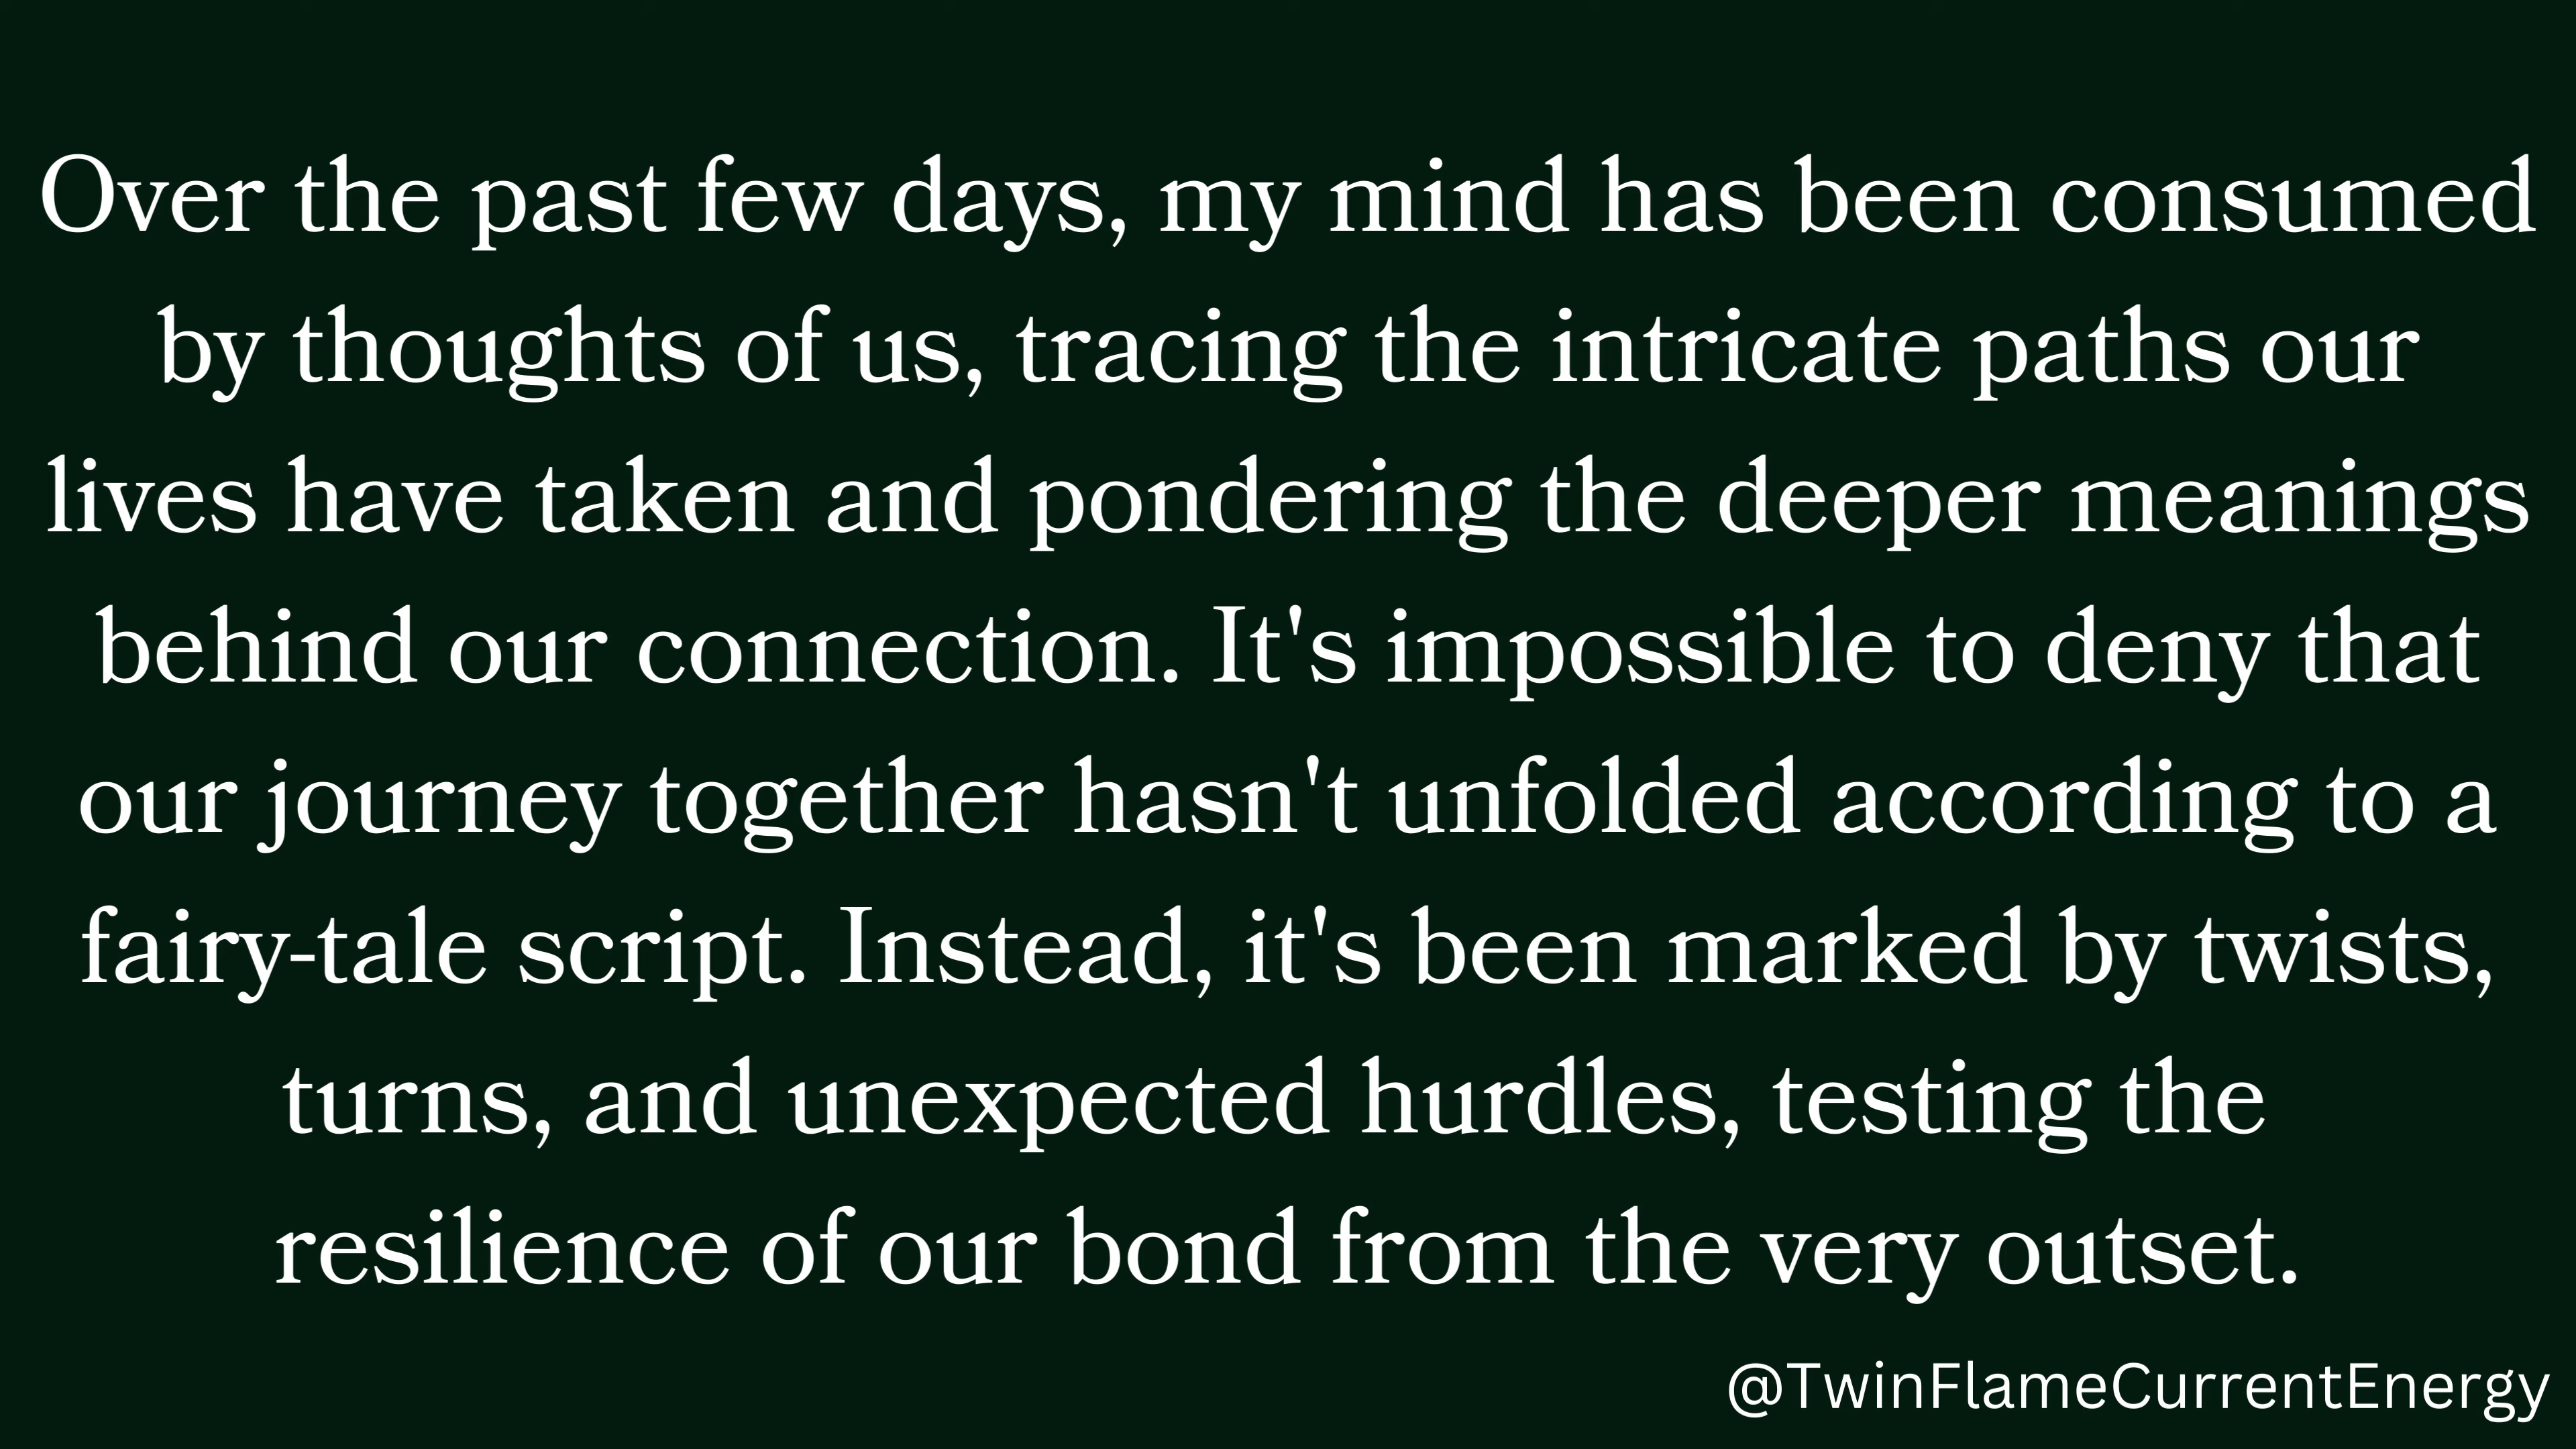 Over the past few days, my mind has been consumed
by thoughts of us, tracing the intricate paths our
lives have taken and pondering the deeper meanings
behind our connection. It's impossible to deny that
our journey together hasn't unfolded according to a
fairy-tale script. Instead, it's been marked by twists,
turns, and unexpected hurdles, testing the
resilience of our bond from the very outset.
@TwinFlameCurrentEnergy